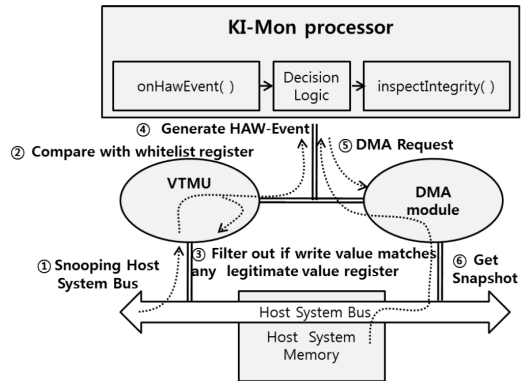 KI-Mon processor
onHawEvent( )
Decision
Logic
inspectIntegrity( )
④ Generate HAW-Event
⑤ DMA Request
② Compare with whitelist register
VTMU
DMA
module
③ Filter out if write value matches
any legitimate value register
① Snooping Host
System Bus
⑥ Get
Snapshot
Host System Bus
Host System
Memory